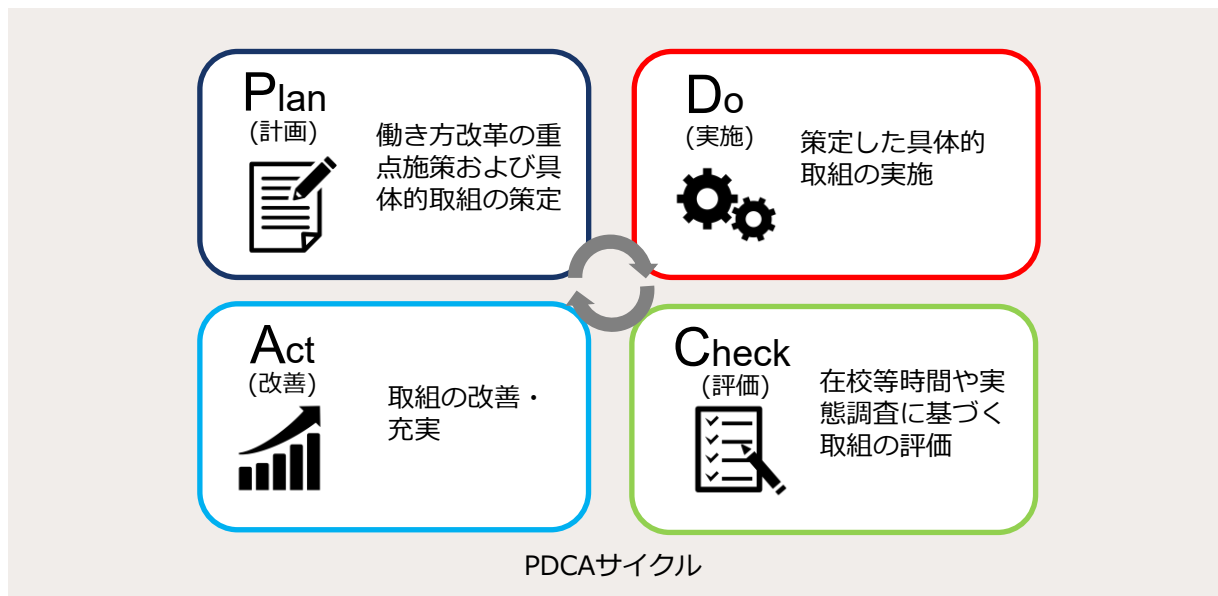 Plan
(計画)
働き方改革の重
点施策および具
体的取組の策定
Do
(実施)
策定した具体的
取組の実施
Act
(改善)
取組の改善・
充実
Check
(評価)
在校等時間や実
態調査に基づく
取組の評価
PDCAサイクル